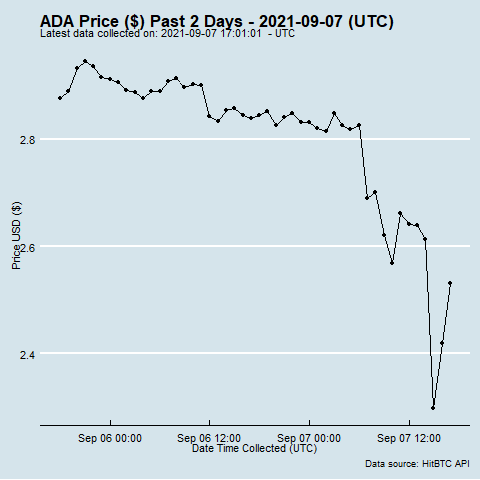 ADA Price ($) Past 2 Days - 2021-09-07 (UTC)
Latest data collected on: 2021-09-07 17:01:01  - UTC
Price USD ($)
2.8
2.6
2.4
Sep 06 00:00
Sep 06 12:00
Sep 07 00:00
Sep 07 12:00
Date Time Collected (UTC)
Data source: HitBTC API